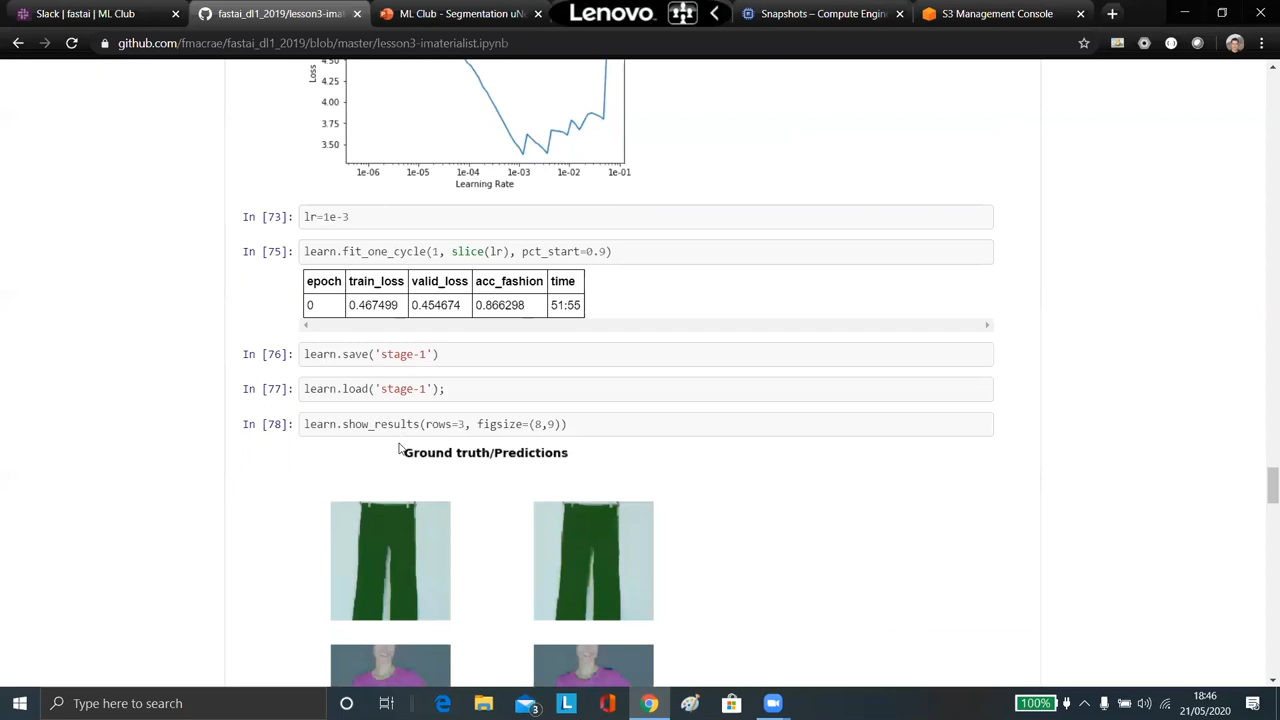 Slack | fastai | ML Club
fastai_dl1_2019/lesson3-imateria
ML Club - Segmentation uNe
Lenovo
Snapshots – Compute Engine
S3 Management Console
github.com/fmacrae/fastai_dl1_2019/blob/master/lesson3-imaterialist.ipynb
4.50
4.25
4.00
3.75
3.50
Loss
1e-06 1e-05 1e-04 1e-03 1e-02 1e-01
Learning Rate
In [73]: lr=1e-3
In [75]: learn.fit_one_cycle(1, slice(lr), pct_start=0.9)
epoch train_loss valid_loss acc_fashion time
0 0.467499 0.454674 0.866298 51:55
In [76]: learn.save('stage-1')
In [77]: learn.load('stage-1');
In [78]: learn.show_results(rows=3, figsize=(8,9))
Ground truth/Predictions
Type here to search
3
L
100%
18:46
21/05/2020